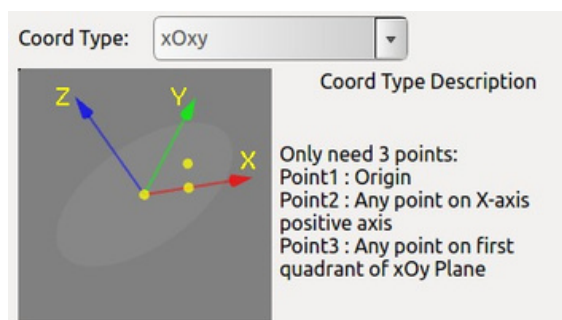 Coord Type: xOxy
Coord Type Description
Z
Y
X
Only need 3 points:
Point1 : Origin
Point2 : Any point on X-axis
positive axis
Point3 : Any point on first
quadrant of xOy Plane